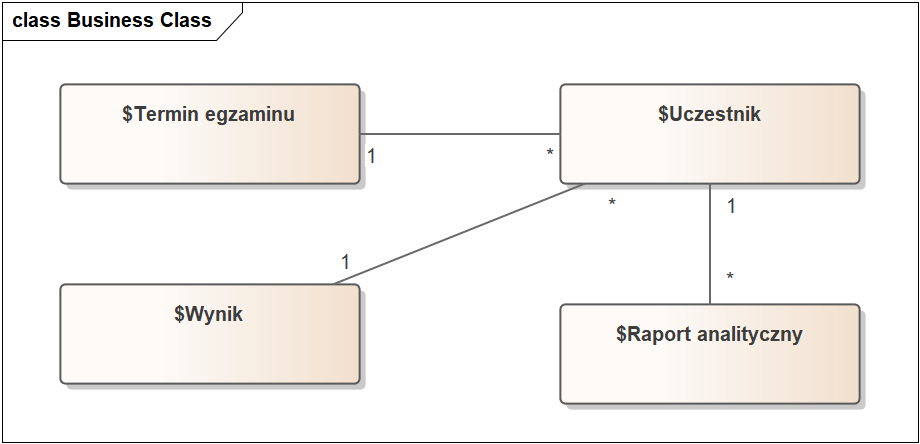 class Business Class
$Termin egzaminu
$Uczestnik
1
*
*
1
1
*
$Wynik
$Raport analityczny